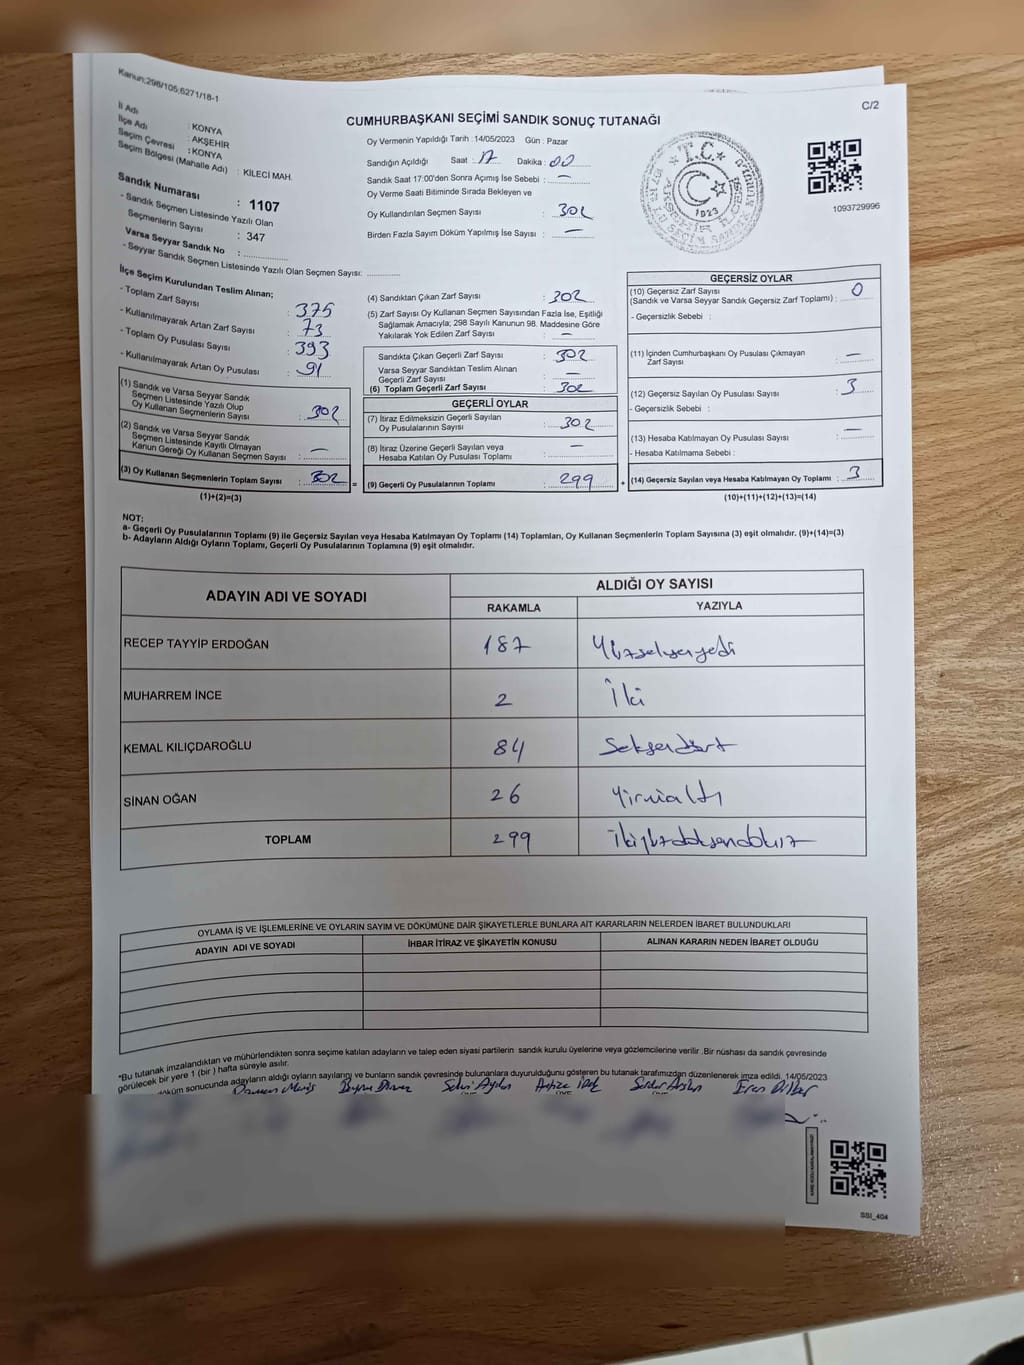 Kanun;298/105;6271/18-1
C/2
CUMHURBAŞKANI SEÇİMİ SANDIK SONUÇ TUTANAĞI
İl Adı : KONYA
İlçe Adı : AKŞEHİR
Seçim Çevresi : KONYA
Seçim Bölgesi (Mahalle Adı) : KİLECİ MAH.
Sandık Numarası : 1107
- Sandık Seçmen Listesinde Yazılı Olan
Seçmenlerin Sayısı : 347
Varsa Seyyar Sandık No :
- Seyyar Sandık Seçmen Listesinde Yazılı Olan Seçmen Sayısı:
Oy Vermenin Yapıldığı Tarih :14/05/2023 Gün : Pazar
Sandığın Açıldığı Saat : 17 Dakika : 00
Sandık Saat 17:00'den Sonra Açımış İse Sebebi : —
Oy Verme Saati Bitiminde Sırada Bekleyen ve
Oy Kullandırılan Seçmen Sayısı : 302
Birden Fazla Sayım Döküm Yapılmış İse Sayısı : —
T.C.
1923
1093729996
İlçe Seçim Kurulundan Teslim Alınan;
- Toplam Zarf Sayısı : 375
- Kullanılmayarak Artan Zarf Sayısı : 73
- Toplam Oy Pusulası Sayısı : 393
- Kullanılmayarak Artan Oy Pusulası : 91
(1) Sandık ve Varsa Seyyar Sandık
Seçmen Listesinde Yazılı Olup
Oy Kullanan Seçmenlerin Sayısı : 302
(2) Sandık ve Varsa Seyyar Sandık
Seçmen Listesinde Kayıtlı Olmayan
Kanun Gereği Oy Kullanan Seçmen Sayısı : —
(3) Oy Kullanan Seçmenlerin Toplam Sayısı : 302 =
(1)+(2)=(3)
(4) Sandıktan Çıkan Zarf Sayısı : 302
(5) Zarf Sayısı Oy Kullanan Seçmen Sayısından Fazla İse, Eşitliği
Sağlamak Amacıyla; 298 Sayılı Kanunun 98. Maddesine Göre
Yakılarak Yok Edilen Zarf Sayısı : —
Sandıkta Çıkan Geçerli Zarf Sayısı : 302
Varsa Seyyar Sandıktan Teslim Alınan
Geçerli Zarf Sayısı : —
(6) Toplam Geçerli Zarf Sayısı : 302
GEÇERLİ OYLAR
(7) İtiraz Edilmeksizin Geçerli Sayılan
Oy Pusulalarının Sayısı : 302
(8) İtiraz Üzerine Geçerli Sayılan veya
Hesaba Katılan Oy Pusulası Toplamı : —
(9) Geçerli Oy Pusulalarının Toplamı : 299 +
GEÇERSİZ OYLAR
(10) Geçersiz Zarf Sayısı
(Sandık ve Varsa Seyyar Sandık Geçersiz Zarf Toplamı) : 0
- Geçersizlik Sebebi :
(11) İçinden Cumhurbaşkanı Oy Pusulası Çıkmayan
Zarf Sayısı : —
(12) Geçersiz Sayılan Oy Pusulası Sayısı : 3
- Geçersizlik Sebebi :
(13) Hesaba Katılmayan Oy Pusulası Sayısı : —
- Hesaba Katılmama Sebebi :
(14) Geçersiz Sayılan veya Hesaba Katılmayan Oy Toplamı : 3
(10)+(11)+(12)+(13)=(14)
NOT:
a- Geçerli Oy Pusulalarının Toplamı (9) ile Geçersiz Sayılan veya Hesaba Katılmayan Oy Toplamı (14) Toplamları, Oy Kullanan Seçmenlerin Toplam Sayısına (3) eşit olmalıdır. (9)+(14)=(3)
b- Adayların Aldığı Oyların Toplamı, Geçerli Oy Pusulalarının Toplamına (9) eşit olmalıdır.
ADAYIN ADI VE SOYADI ALDIĞI OY SAYISI
RAKAMLA YAZIYLA
RECEP TAYYİP ERDOĞAN 187 Yüzseksenyedi
MUHARREM İNCE 2 İki
KEMAL KILIÇDAROĞLU 84 Seksendört
SİNAN OĞAN 26 Yirmialtı
TOPLAM 299 İkiyüzdoksandokuz
OYLAMA İŞ VE İŞLEMLERİNE VE OYLARIN SAYIM VE DÖKÜMÜNE DAİR ŞİKAYETLERLE BUNLARA AİT KARARLARIN NELERDEN İBARET BULUNDUKLARI
ADAYIN ADI VE SOYADI İHBAR İTİRAZ VE ŞİKAYETİN KONUSU ALINAN KARARIN NEDEN İBARET OLDUĞU
*Bu tutanak imzalandıktan ve mühürlendikten sonra seçime katılan adayların ve talep eden siyasi partilerin sandık kurulu üyelerine veya gözlemcilerine verilir .Bir nüshası da sandık çevresinde
görülecek bir yere 1 (bir ) hafta süreyle asılır.
döküm sonucunda adayların aldığı oyların sayılarını ve bunların sandık çevresinde bulunanlara duyurulduğunu gösteren bu tutanak tarafımızdan düzenlenerek imza edildi. 14/05/2023
Selvi Aydın Serdar Arslan Eren Dilber
SSI_404